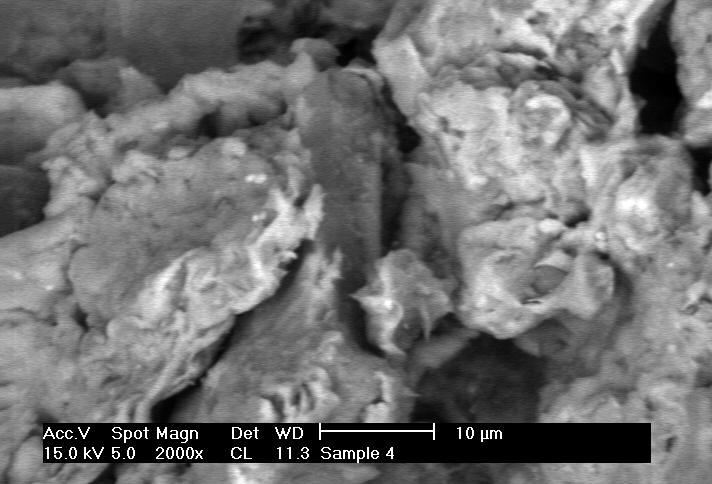 Acc.V Spot Magn Det WD 10 µm
15.0 kV 5.0 2000x CL 11.3 Sample 4